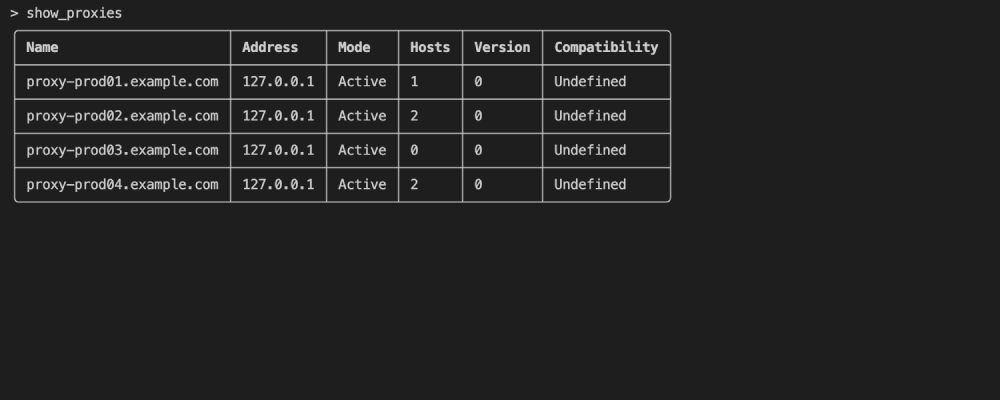 > show_proxies
Name Address Mode Hosts Version Compatibility
proxy-prod01.example.com 127.0.0.1 Active 1 0 Undefined
proxy-prod02.example.com 127.0.0.1 Active 2 0 Undefined
proxy-prod03.example.com 127.0.0.1 Active 0 0 Undefined
proxy-prod04.example.com 127.0.0.1 Active 2 0 Undefined